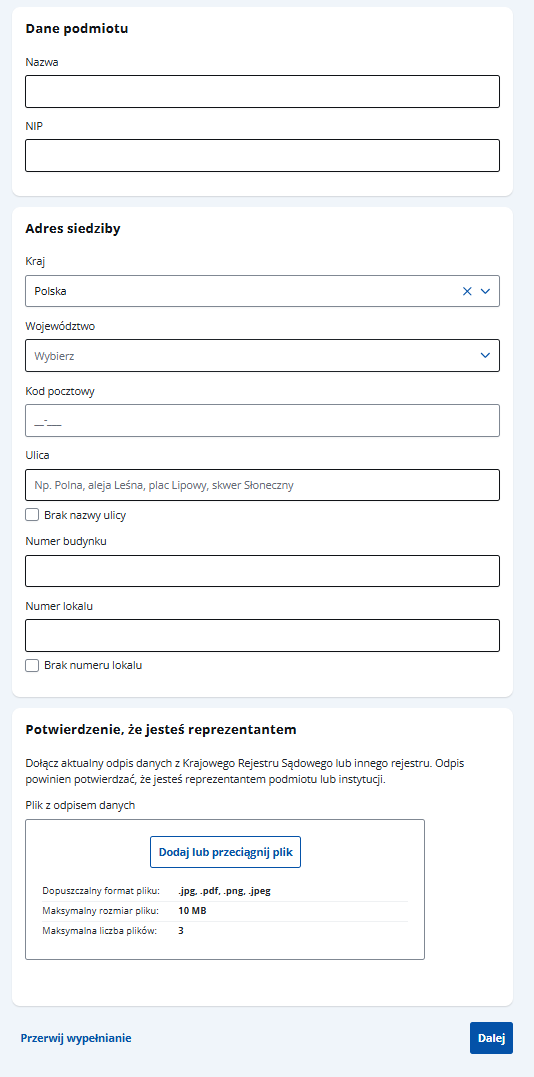 Dane podmiotu
Nazwa
NIP
Adres siedziby
Kraj
Polska
Województwo
Wybierz
Kod pocztowy
__-___
Ulica
Np. Polna, aleja Leśna, plac Lipowy, skwer Słoneczny
Brak nazwy ulicy
Numer budynku
Numer lokalu
Brak numeru lokalu
Potwierdzenie, że jesteś reprezentantem
Dołącz aktualny odpis danych z Krajowego Rejestru Sądowego lub innego rejestru. Odpis
powinien potwierdzać, że jesteś reprezentantem podmiotu lub instytucji.
Plik z odpisem danych
Dodaj lub przeciągnij plik
Dopuszczalny format pliku: .jpg, .pdf, .png, .jpeg
Maksymalny rozmiar pliku: 10 MB
Maksymalna liczba plików: 3
Przerwij wypełnianie Dalej